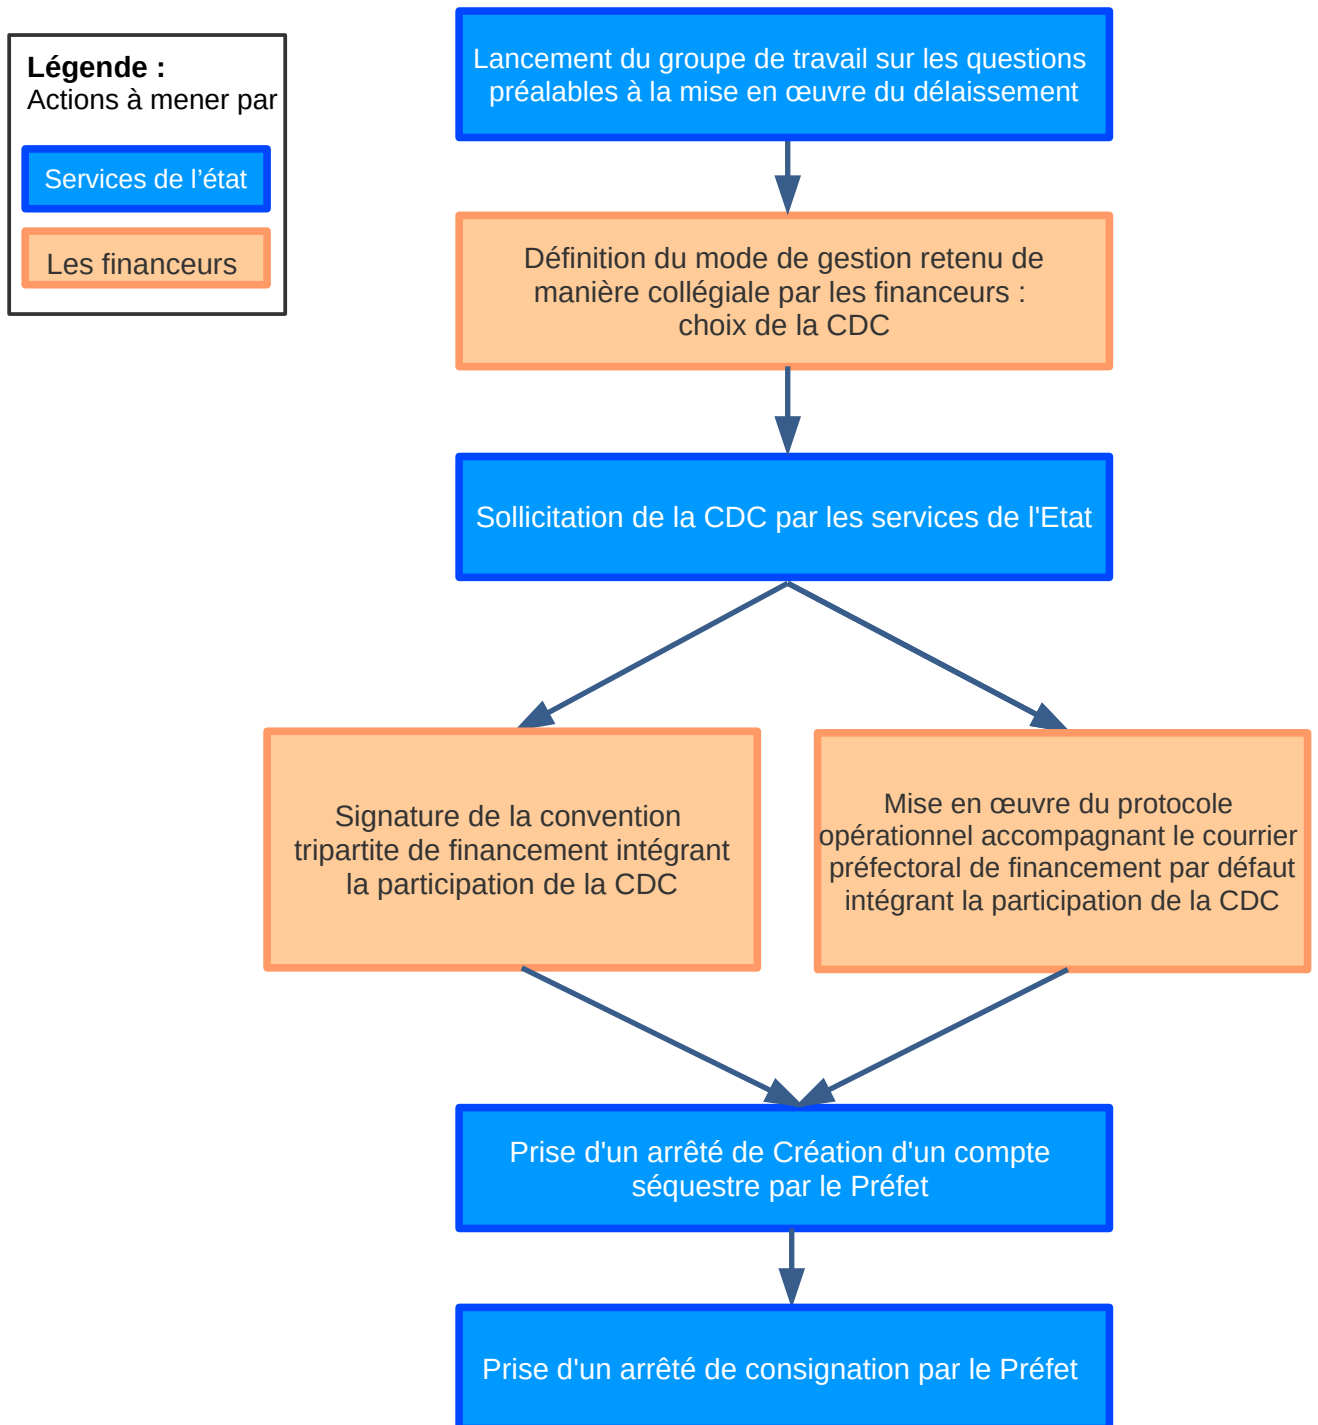 Légende :
Actions à mener par
Services de l’état
Les financeurs
Lancement du groupe de travail sur les questions
préalables à la mise en œuvre du délaissement
Définition du mode de gestion retenu de
manière collégiale par les financeurs :
choix de la CDC
Sollicitation de la CDC par les services de l'Etat
Signature de la convention
tripartite de financement intégrant
la participation de la CDC
Mise en œuvre du protocole
opérationnel accompagnant le courrier
préfectoral de financement par défaut
intégrant la participation de la CDC
Prise d'un arrêté de Création d'un compte
séquestre par le Préfet
Prise d'un arrêté de consignation par le Préfet